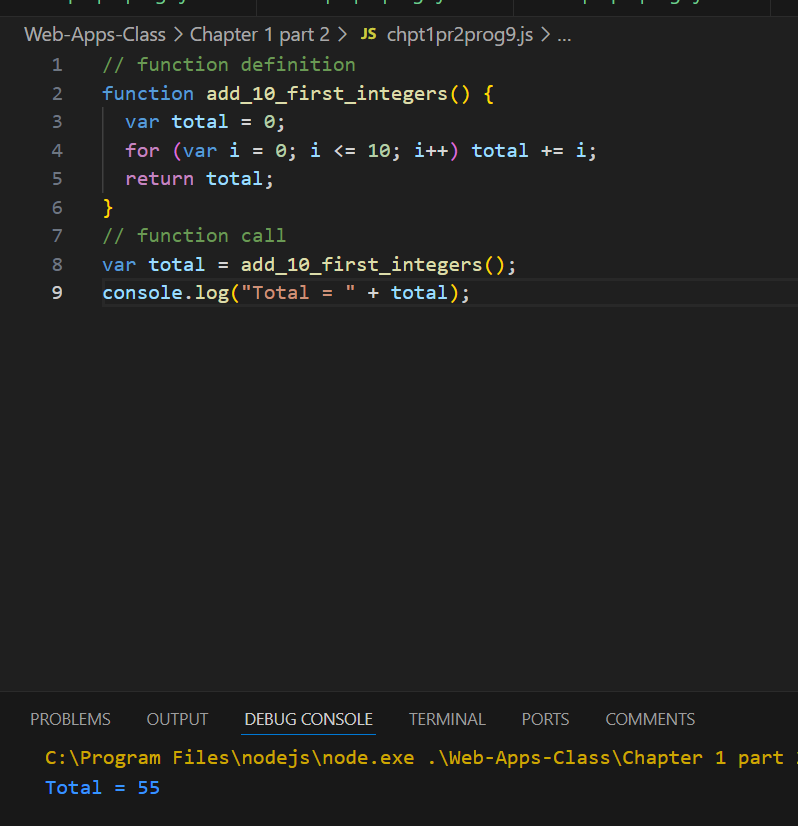 Web-Apps-Class > Chapter 1 part 2 > JS chpt1pr2prog9.js > ...
1 // function definition
2 function add_10_first_integers() {
3   var total = 0;
4   for (var i = 0; i <= 10; i++) total += i;
5   return total;
6 }
7 // function call
8 var total = add_10_first_integers();
9 console.log("Total = " + total);
PROBLEMS OUTPUT DEBUG CONSOLE TERMINAL PORTS COMMENTS
C:\Program Files\nodejs\node.exe .\Web-Apps-Class\Chapter 1 part
Total = 55